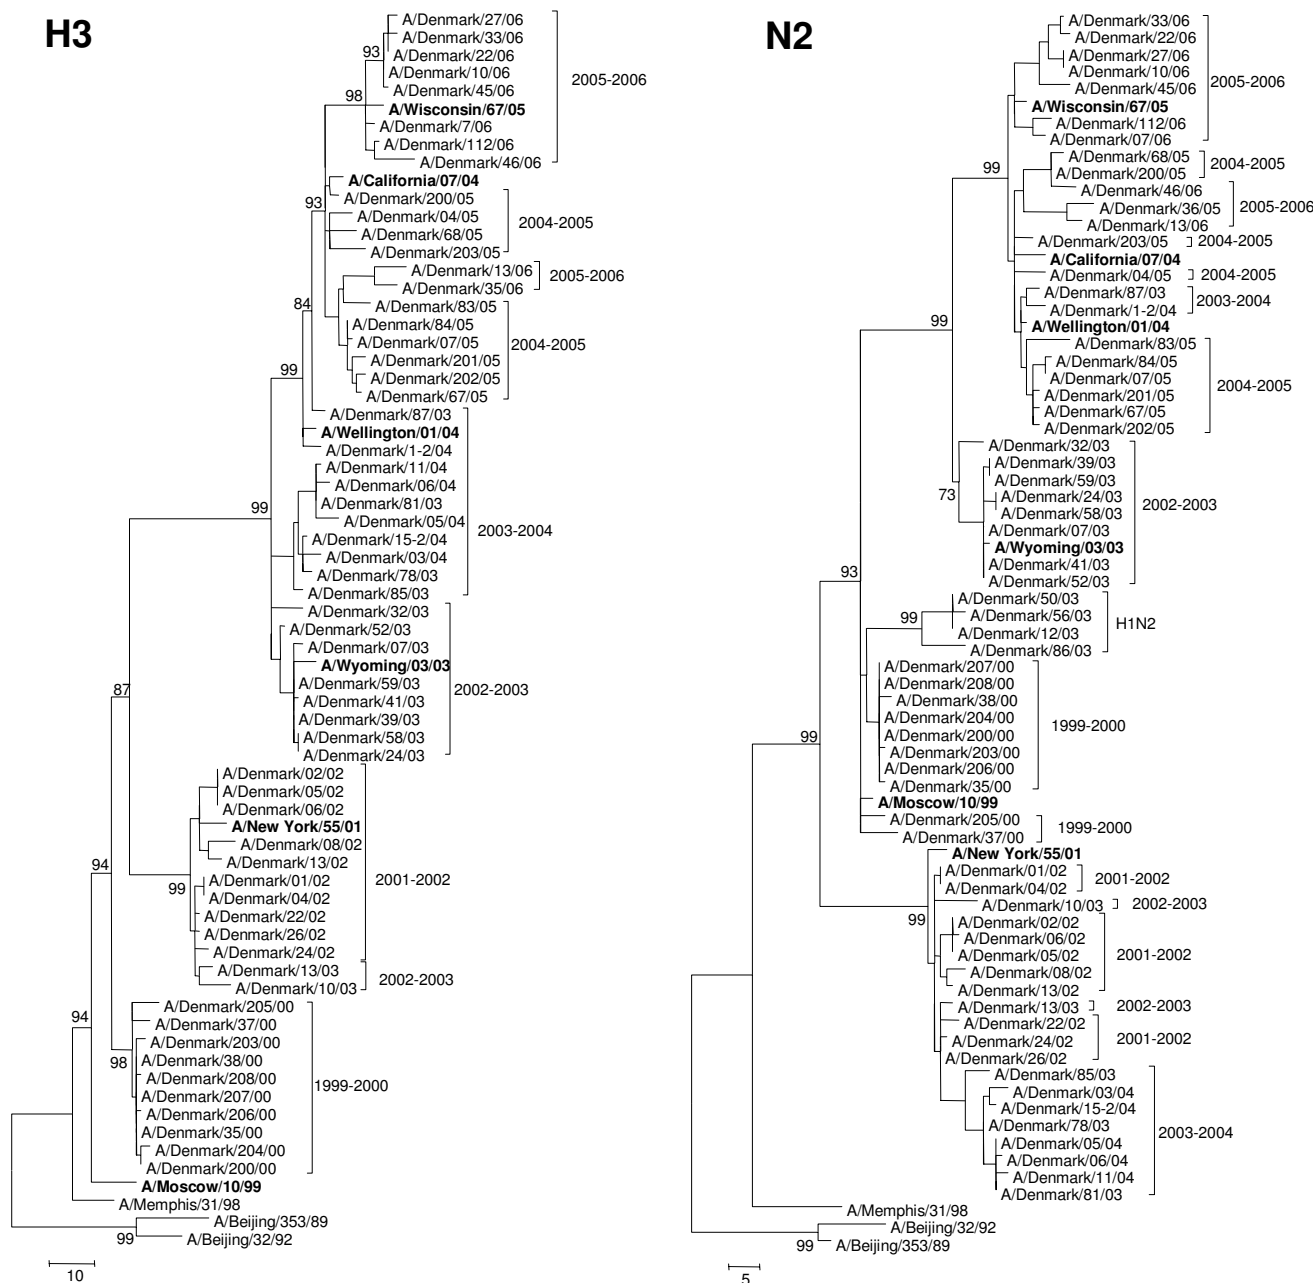 H3
A/Denmark/27/06
A/Denmark/33/06
A/Denmark/22/06
93
A/Denmark/10/06
2005-2006
A/Denmark/45/06
98
A/Wisconsin/67/05
A/Denmark/7/06
A/Denmark/112/06
A/Denmark/46/06
A/California/07/04
A/Denmark/200/05
93
A/Denmark/04/05
2004-2005
A/Denmark/68/05
A/Denmark/203/05
A/Denmark/13/06
2005-2006
A/Denmark/35/06
84
A/Denmark/83/05
A/Denmark/84/05
A/Denmark/07/05
2004-2005
A/Denmark/201/05
99
A/Denmark/202/05
A/Denmark/67/05
A/Denmark/87/03
A/Wellington/01/04
A/Denmark/1-2/04
A/Denmark/11/04
A/Denmark/06/04
A/Denmark/81/03
99
A/Denmark/05/04
2003-2004
A/Denmark/15-2/04
A/Denmark/03/04
A/Denmark/78/03
A/Denmark/85/03
A/Denmark/32/03
A/Denmark/52/03
A/Denmark/07/03
A/Wyoming/03/03
87
A/Denmark/59/03
2002-2003
A/Denmark/41/03
A/Denmark/39/03
A/Denmark/58/03
A/Denmark/24/03
A/Denmark/02/02
A/Denmark/05/02
A/Denmark/06/02
A/New York/55/01
A/Denmark/08/02
94
A/Denmark/13/02
A/Denmark/01/02
2001-2002
99
A/Denmark/04/02
A/Denmark/22/02
A/Denmark/26/02
A/Denmark/24/02
A/Denmark/13/03
2002-2003
A/Denmark/10/03
A/Denmark/205/00
94
A/Denmark/37/00
A/Denmark/203/00
98
A/Denmark/38/00
A/Denmark/208/00
1999-2000
A/Denmark/207/00
A/Denmark/206/00
A/Denmark/35/00
A/Denmark/204/00
A/Denmark/200/00
A/Moscow/10/99
A/Memphis/31/98
A/Beijing/353/89
99
A/Beijing/32/92
10
N2
A/Denmark/33/06
A/Denmark/22/06
A/Denmark/27/06
A/Denmark/10/06
2005-2006
A/Denmark/45/06
A/Wisconsin/67/05
A/Denmark/112/06
A/Denmark/07/06
A/Denmark/68/05
2004-2005
99
A/Denmark/200/05
A/Denmark/46/06
A/Denmark/36/05
2005-2006
A/Denmark/13/06
A/Denmark/203/05
2004-2005
A/California/07/04
A/Denmark/04/05
2004-2005
A/Denmark/87/03
2003-2004
A/Denmark/1-2/04
99
A/Wellington/01/04
A/Denmark/83/05
A/Denmark/84/05
A/Denmark/07/05
2004-2005
A/Denmark/201/05
A/Denmark/67/05
A/Denmark/202/05
A/Denmark/32/03
A/Denmark/39/03
A/Denmark/59/03
73
A/Denmark/24/03
2002-2003
A/Denmark/58/03
A/Denmark/07/03
A/Wyoming/03/03
A/Denmark/41/03
93
A/Denmark/52/03
A/Denmark/50/03
99
A/Denmark/56/03
H1N2
A/Denmark/12/03
A/Denmark/86/03
A/Denmark/207/00
A/Denmark/208/00
A/Denmark/38/00
A/Denmark/204/00
1999-2000
99
A/Denmark/200/00
A/Denmark/203/00
A/Denmark/206/00
A/Denmark/35/00
A/Moscow/10/99
A/Denmark/205/00
1999-2000
A/Denmark/37/00
A/New York/55/01
A/Denmark/01/02
2001-2002
A/Denmark/04/02
A/Denmark/10/03
2002-2003
99
A/Denmark/02/02
A/Denmark/06/02
A/Denmark/05/02
2001-2002
A/Denmark/08/02
A/Denmark/13/02
A/Denmark/13/03
2002-2003
A/Denmark/22/02
A/Denmark/24/02
2001-2002
A/Denmark/26/02
A/Denmark/85/03
A/Denmark/03/04
A/Denmark/15-2/04
A/Denmark/78/03
2003-2004
A/Denmark/05/04
A/Denmark/06/04
A/Denmark/11/04
A/Denmark/81/03
A/Memphis/31/98
A/Beijing/32/92
99
A/Beijing/353/89
5